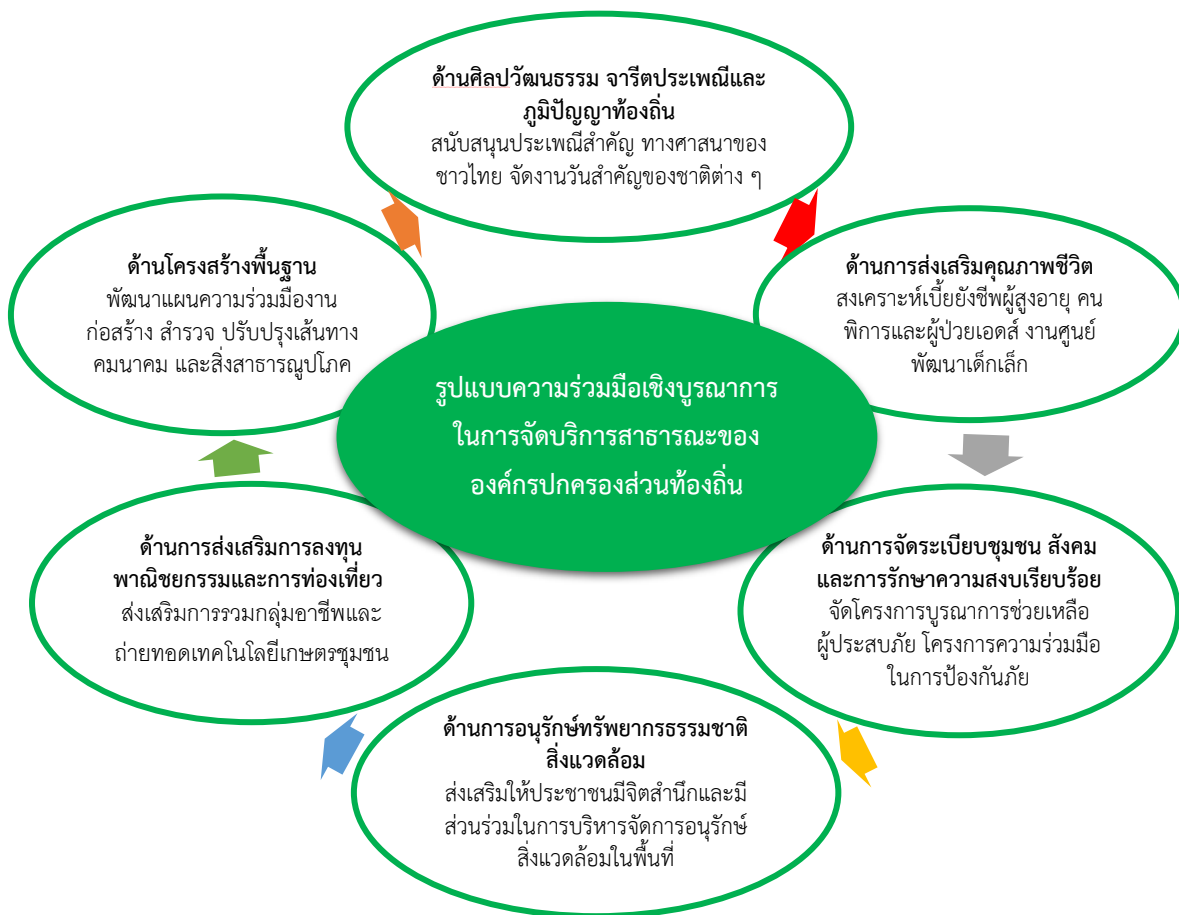 ด้านศิลปวัฒนธรรม จารีตประเพณีและ
ภูมิปัญญาท้องถิ่น
สนับสนุนประเพณีสำคัญ ทางศาสนาของ
ชาวไทย จัดงานวันสำคัญของชาติต่าง ๆ
ด้านโครงสร้างพื้นฐาน
พัฒนาแผนความร่วมมืองาน
ก่อสร้าง สำรวจ ปรับปรุงเส้นทาง
คมนาคม และสิ่งสาธารณูปโภค
ด้านการส่งเสริมคุณภาพชีวิต
สงเคราะห์เบี้ยยังชีพผู้สูงอายุ คน
พิการและผู้ป่วยเอดส์ งานศูนย์
พัฒนาเด็กเล็ก
รูปแบบความร่วมมือเชิงบูรณาการ
ในการจัดบริการสาธารณะของ
องค์กรปกครองส่วนท้องถิ่น
ด้านการส่งเสริมการลงทุน
พาณิชยกรรมและการท่องเที่ยว
ส่งเสริมการรวมกลุ่มอาชีพและ
ถ่ายทอดเทคโนโลยีเกษตรชุมชน
ด้านการจัดระเบียบชุมชน สังคม
และการรักษาความสงบเรียบร้อย
จัดโครงการบูรณาการช่วยเหลือ
ผู้ประสบภัย โครงการความร่วมมือ
ในการป้องกันภัย
ด้านการอนุรักษ์ทรัพยากรธรรมชาติ
สิ่งแวดล้อม
ส่งเสริมให้ประชาชนมีจิตสำนึกและมี
ส่วนร่วมในการบริหารจัดการอนุรักษ์
สิ่งแวดล้อมในพื้นที่